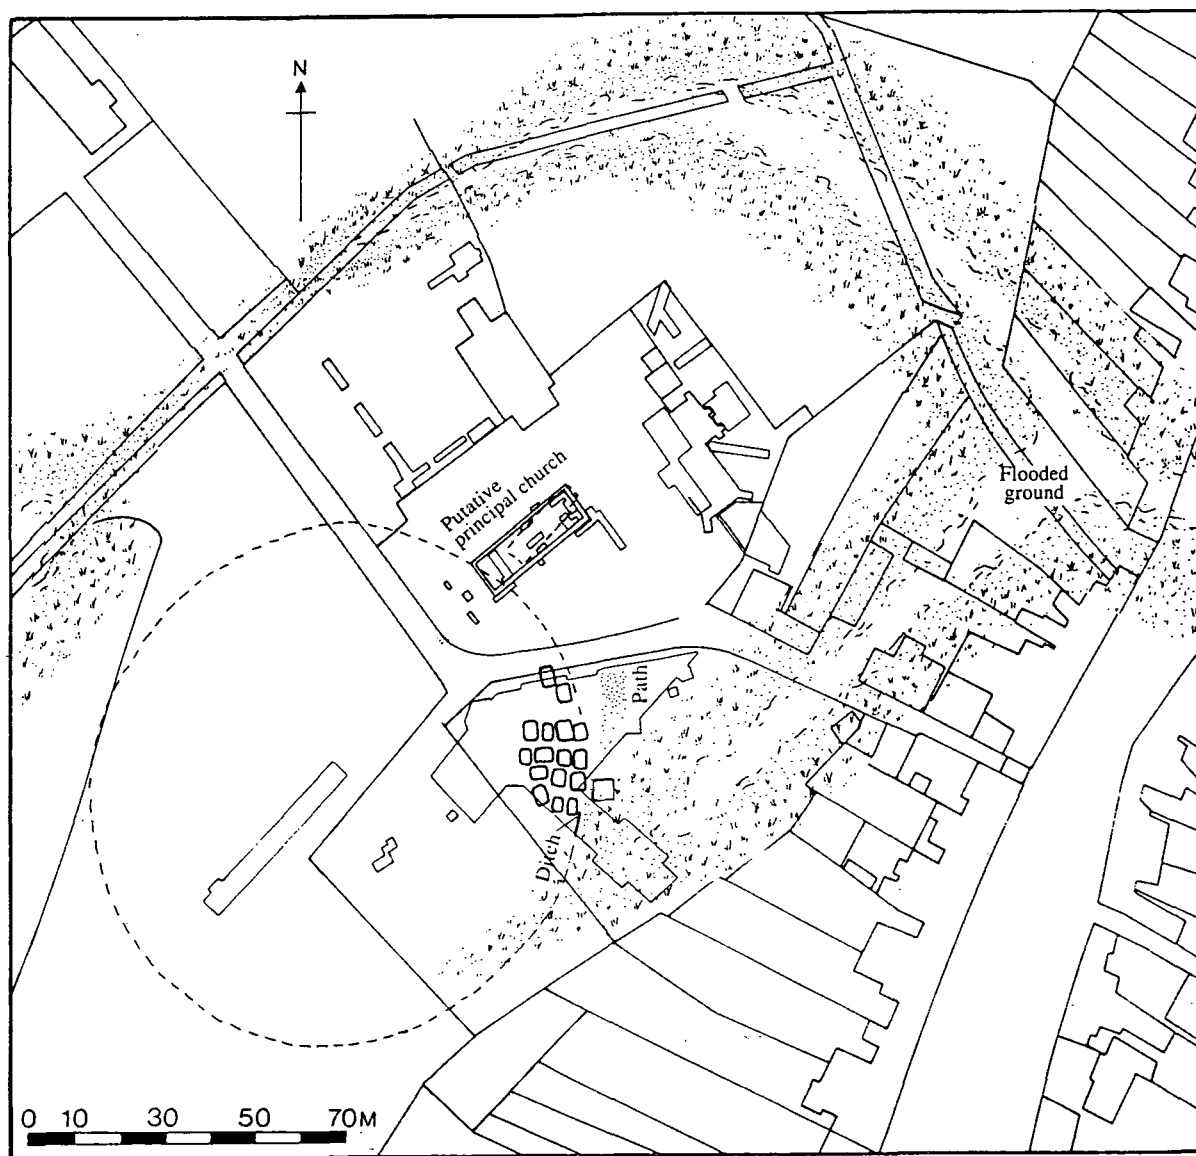 N
Putative
principal church
Flooded
ground
Path
Ditch
0 10 30 50 70M